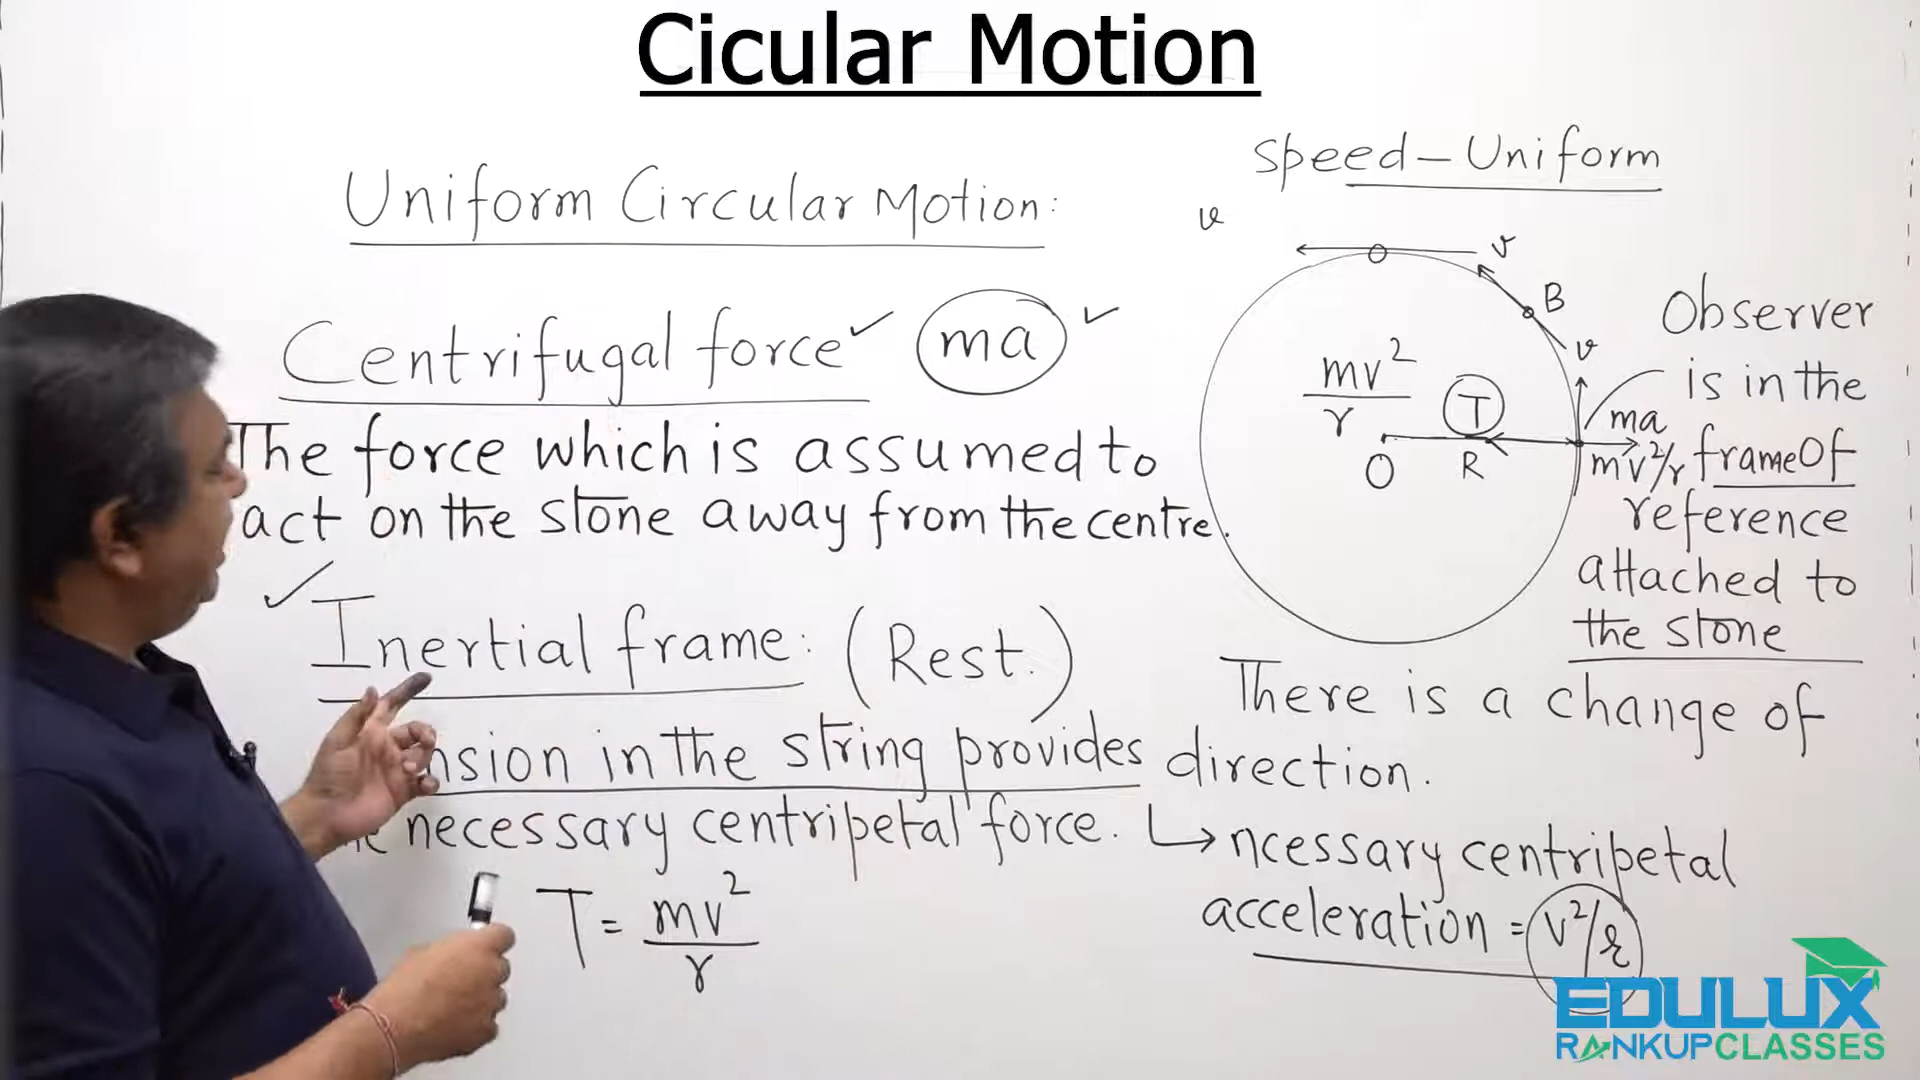 Cicular Motion
Uniform Circular Motion:
Centrifugal force ✓ ma ✓
The force which is assumed to
act on the stone away from the centre.
✓ Inertial frame: (Rest.)
in the string provides
necessary centripetal force.
T = mv²/r
Speed - Uniform
v
v
B
v
mv²/r
T
O
R
ma
mv²/r
Observer
is in the
frame of
reference
attached to
the stone
There is a change of
direction.
↳ ncessary centripetal
acceleration = v²/r
EDULUX
RANKUPCLASSES